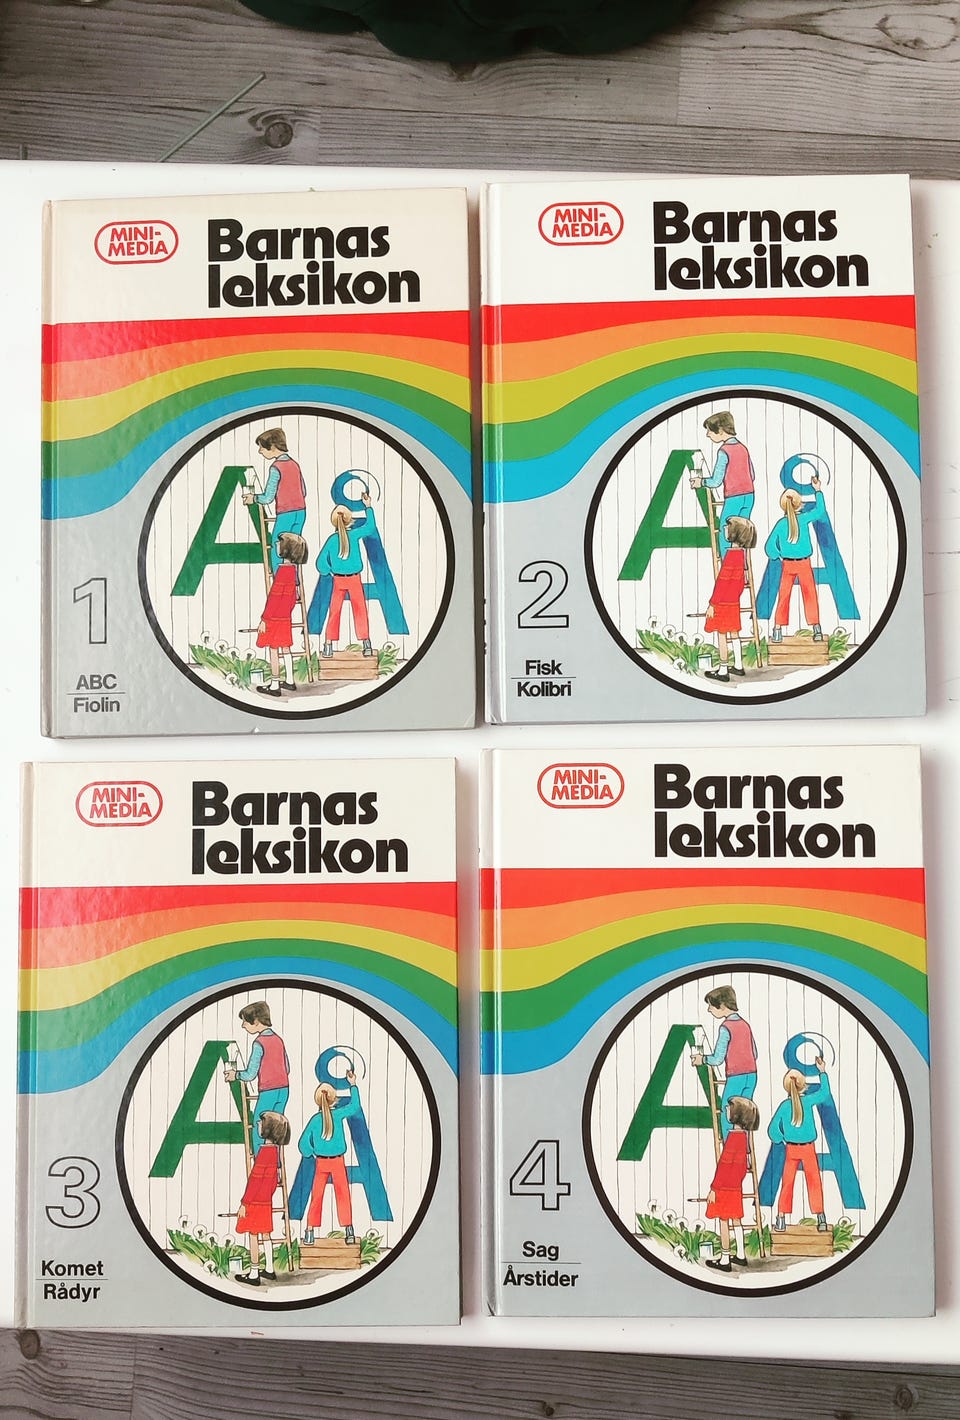 MINI-
MEDIA
Barnas
leksikon
1
ABC
Fiolin
MINI-
MEDIA
Barnas
leksikon
2
Fisk
Kolibri
MINI-
MEDIA
Barnas
leksikon
3
Komet
Rådyr
MINI-
MEDIA
Barnas
leksikon
4
Sag
Årstider
A Å
A Å
A Å
A Å